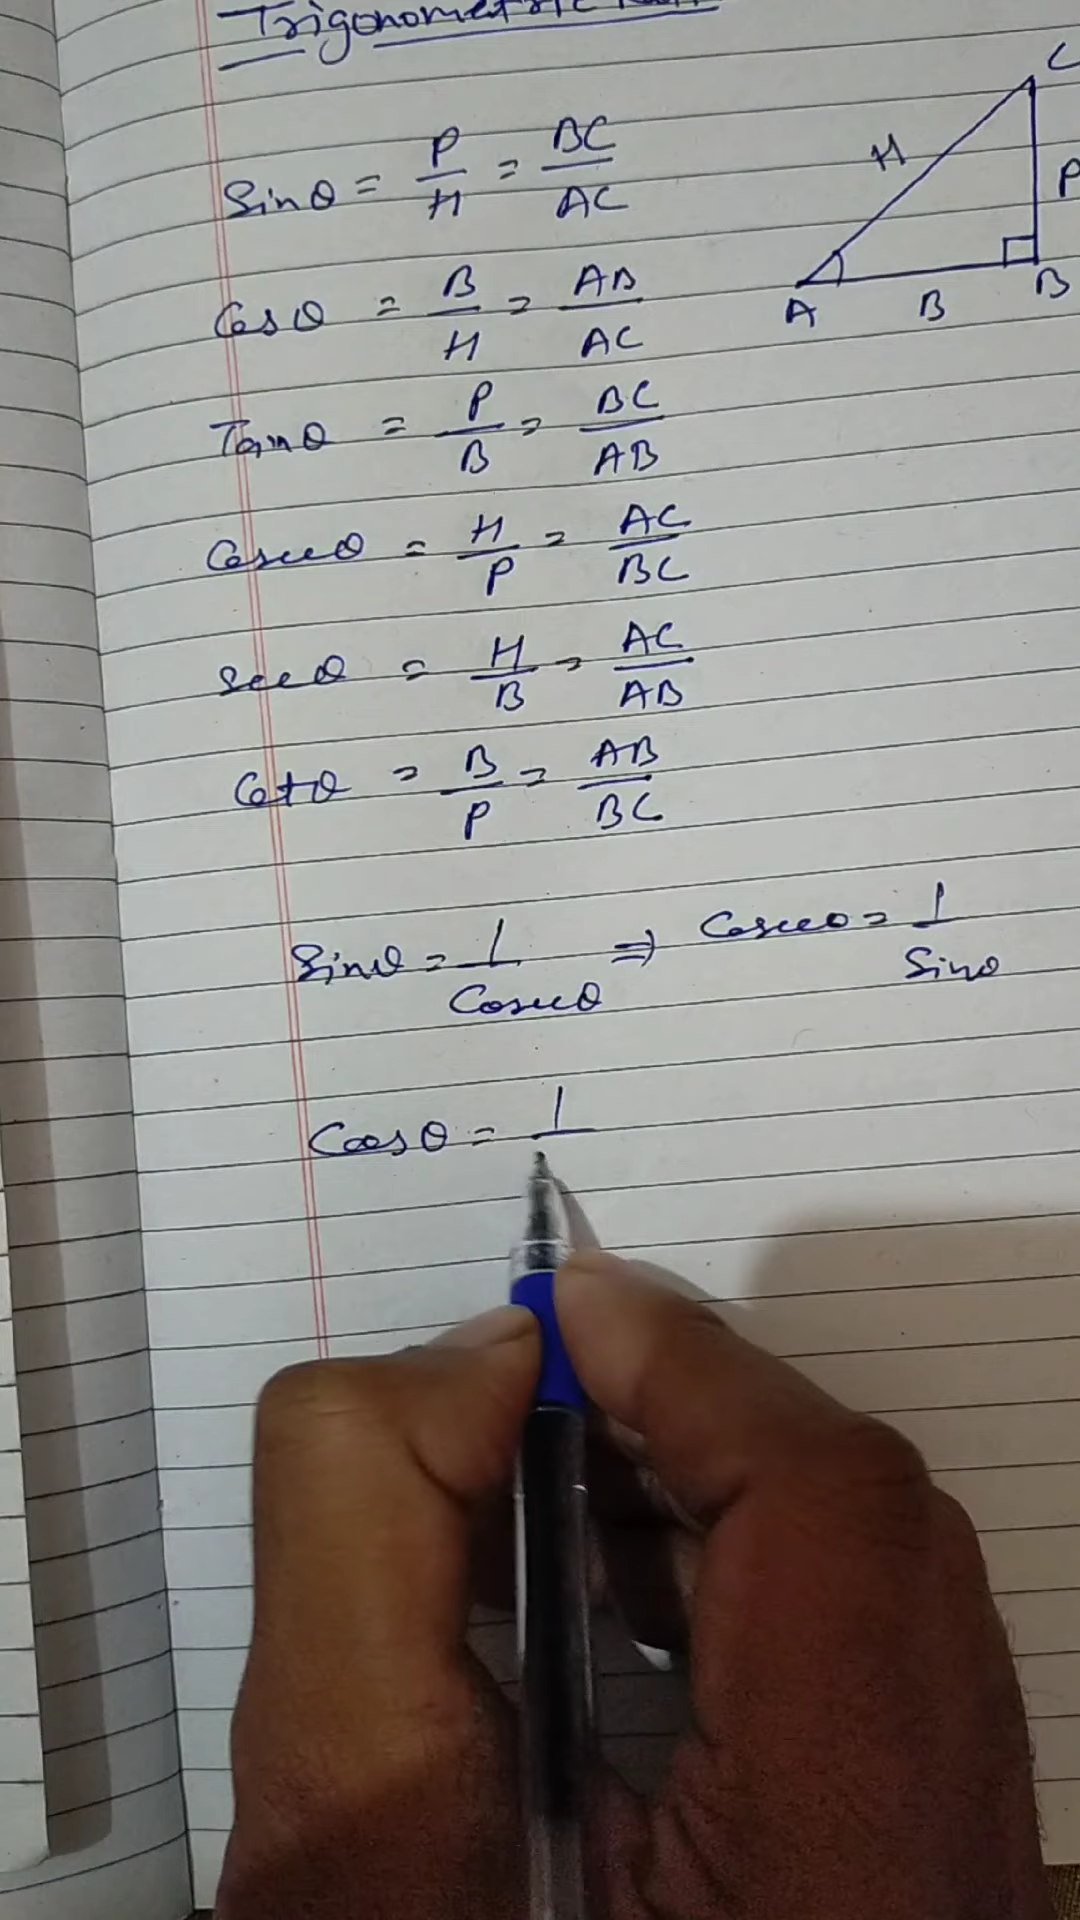 Trigonometric
Sinθ = P/H = BC/AC
Cosθ = B/H = AB/AC
Tanθ = P/B = BC/AB
Cosecθ = H/P = AC/BC
Secθ = H/B = AC/AB
Cotθ = B/P = AB/BC
Sinθ = 1/Cosecθ ⇒ Cosecθ = 1/Sinθ
Cosθ = 1/
C
H
P
A
B
B